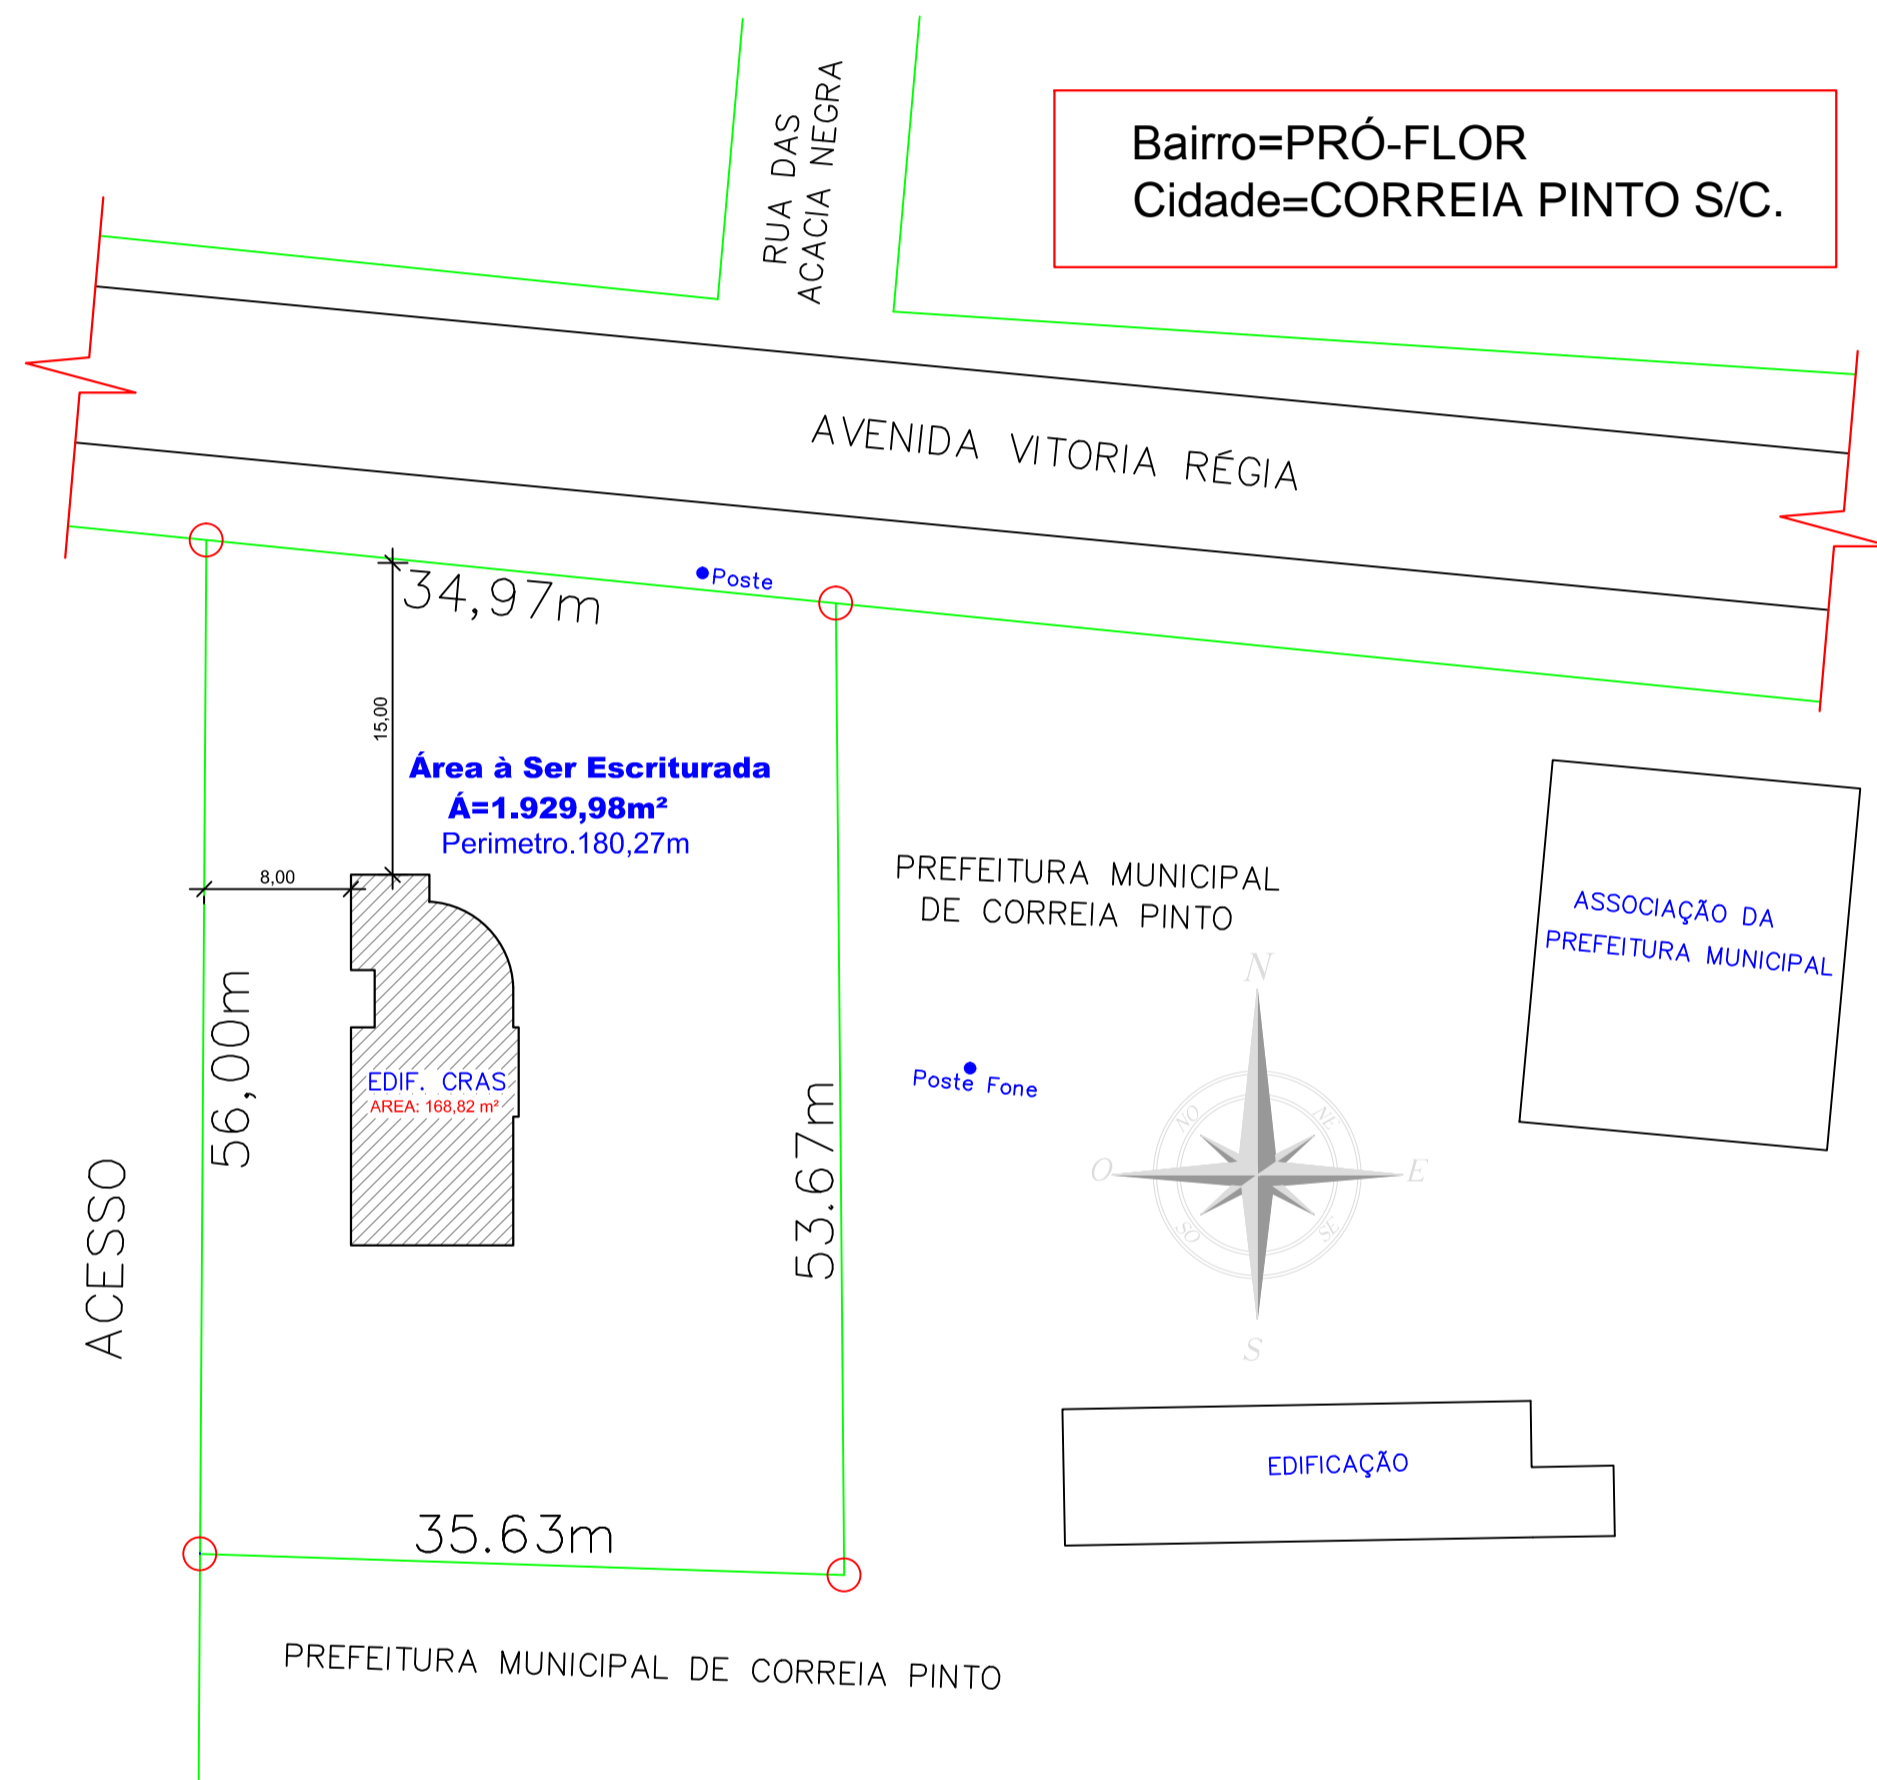 RUA DAS
ACACIA NEGRA
Bairro=PRÓ-FLOR
Cidade=CORREIA PINTO S/C.
AVENIDA VITORIA RÉGIA
34,97m
Poste
15,00
Área à Ser Escriturada
Á=1.929,98m²
Perimetro.180,27m
8,00
PREFEITURA MUNICIPAL
DE CORREIA PINTO
ASSOCIAÇÃO DA
PREFEITURA MUNICIPAL
56,00m
EDIF. CRAS
AREA: 168,82 m²
53.67m
Poste Fone
N
NO
NE
O
E
SO
SE
S
ACESSO
EDIFICAÇÃO
35.63m
PREFEITURA MUNICIPAL DE CORREIA PINTO